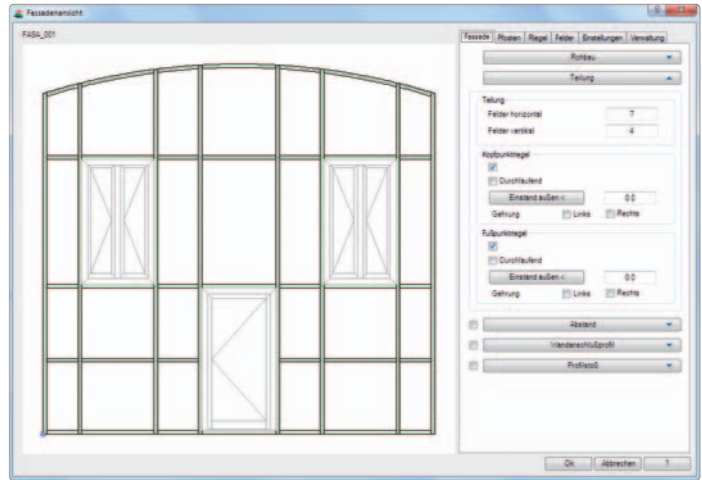 Fassadenansicht
FASA_001
Fassade Pfosten Riegel Felder Einstellungen Verwaltung
Rohbau
Teilung
Teilung
Felder horizontal 7
Felder vertikal 4
Kopfpunktriegel
Durchlaufend
Einstand außen < 0.0
Gehrung Links Rechts
Fußpunktriegel
Durchlaufend
Einstand außen < 0.0
Gehrung Links Rechts
Abstand
Wandanschlußprofil
Profilstoß
Ok Abbrechen ?